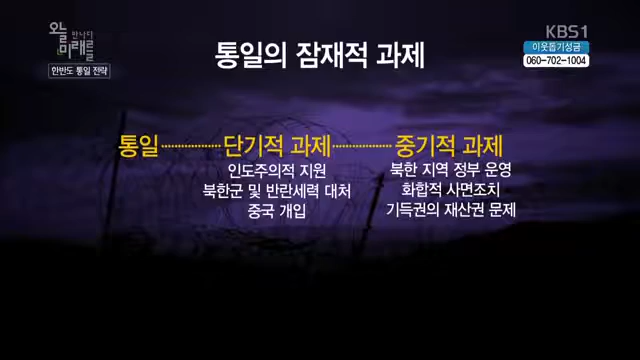 오늘 미래를 만나다
한반도 통일 전략
KBS1
이웃돕기성금
060-702-1004
통일의 잠재적 과제
통일 단기적 과제 중기적 과제
인도주의적 지원
북한군 및 반란세력 대처
중국 개입
북한 지역 정부 운영
화합적 사면조치
기득권의 재산권 문제